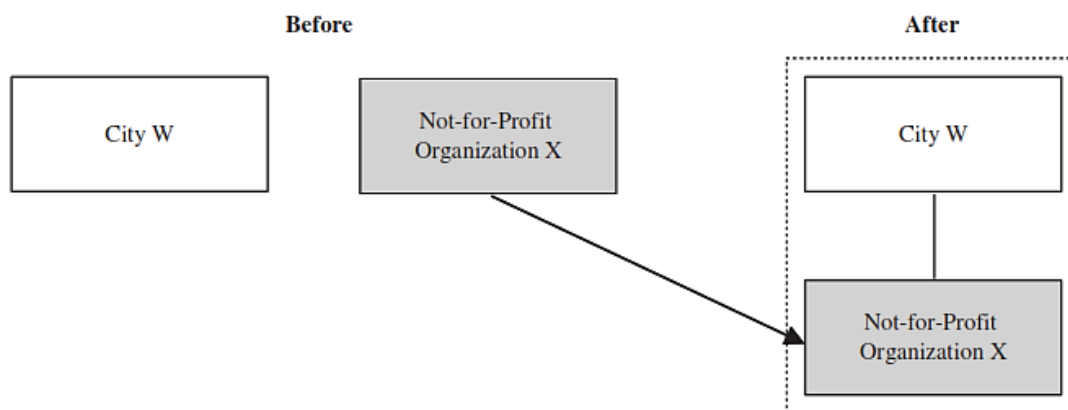 Before
After
City W
Not-for-Profit
Organization X
City W
Not-for-Profit
Organization X